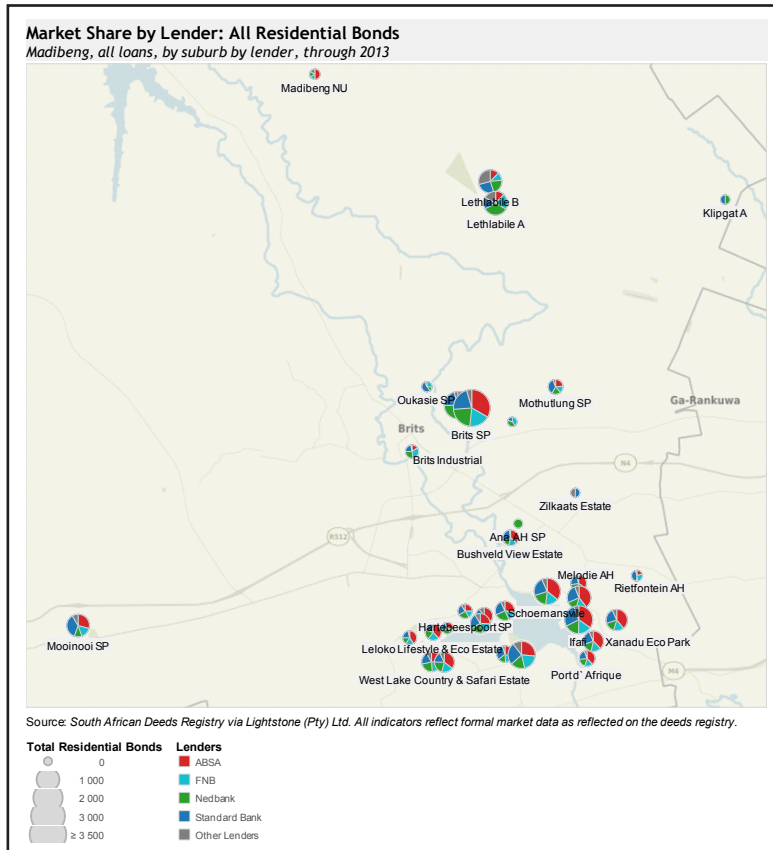 Market Share by Lender: All Residential Bonds
Madibeng, all loans, by suburb by lender, through 2013
Madibeng NU
Lethlabile B
Klipgat A
Lethlabile A
Oukasie SP
Mothutlung SP
Ga-Rankuwa
Brits
Brits SP
Brits Industrial
N4
Zilkaats Estate
R512
Ana AH SP
Bushveld View Estate
Melodie AH
Rietfontein AH
Schoemansville
Hartebeespoort SP
Mooinooi SP
Ifafi
Xanadu Eco Park
Leleko Lifestyle & Eco Estate
M4
Port d` Afrique
West Lake Country & Safari Estate
Source: South African Deeds Registry via Lightstone (Pty) Ltd. All indicators reflect formal market data as reflected on the deeds registry.
Total Residential Bonds
0
1 000
2 000
3 000
≥ 3 500
Lenders
ABSA
FNB
Nedbank
Standard Bank
Other Lenders